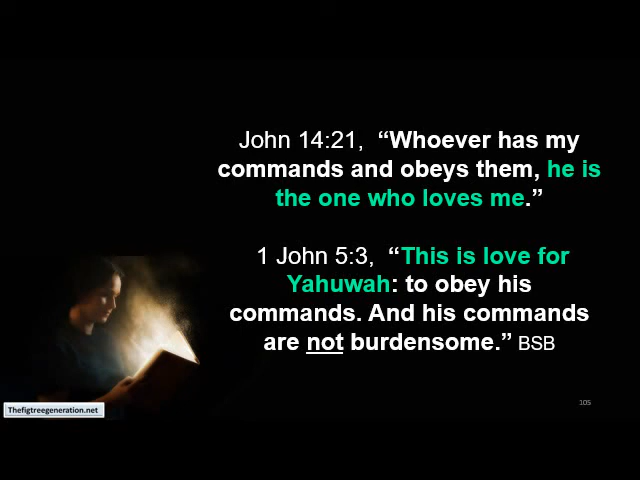 John 14:21, “Whoever has my
commands and obeys them, he is
the one who loves me.”
1 John 5:3, “This is love for
Yahuwah: to obey his
commands. And his commands
are not burdensome.” BSB
Thefigtreegeneration.net
105